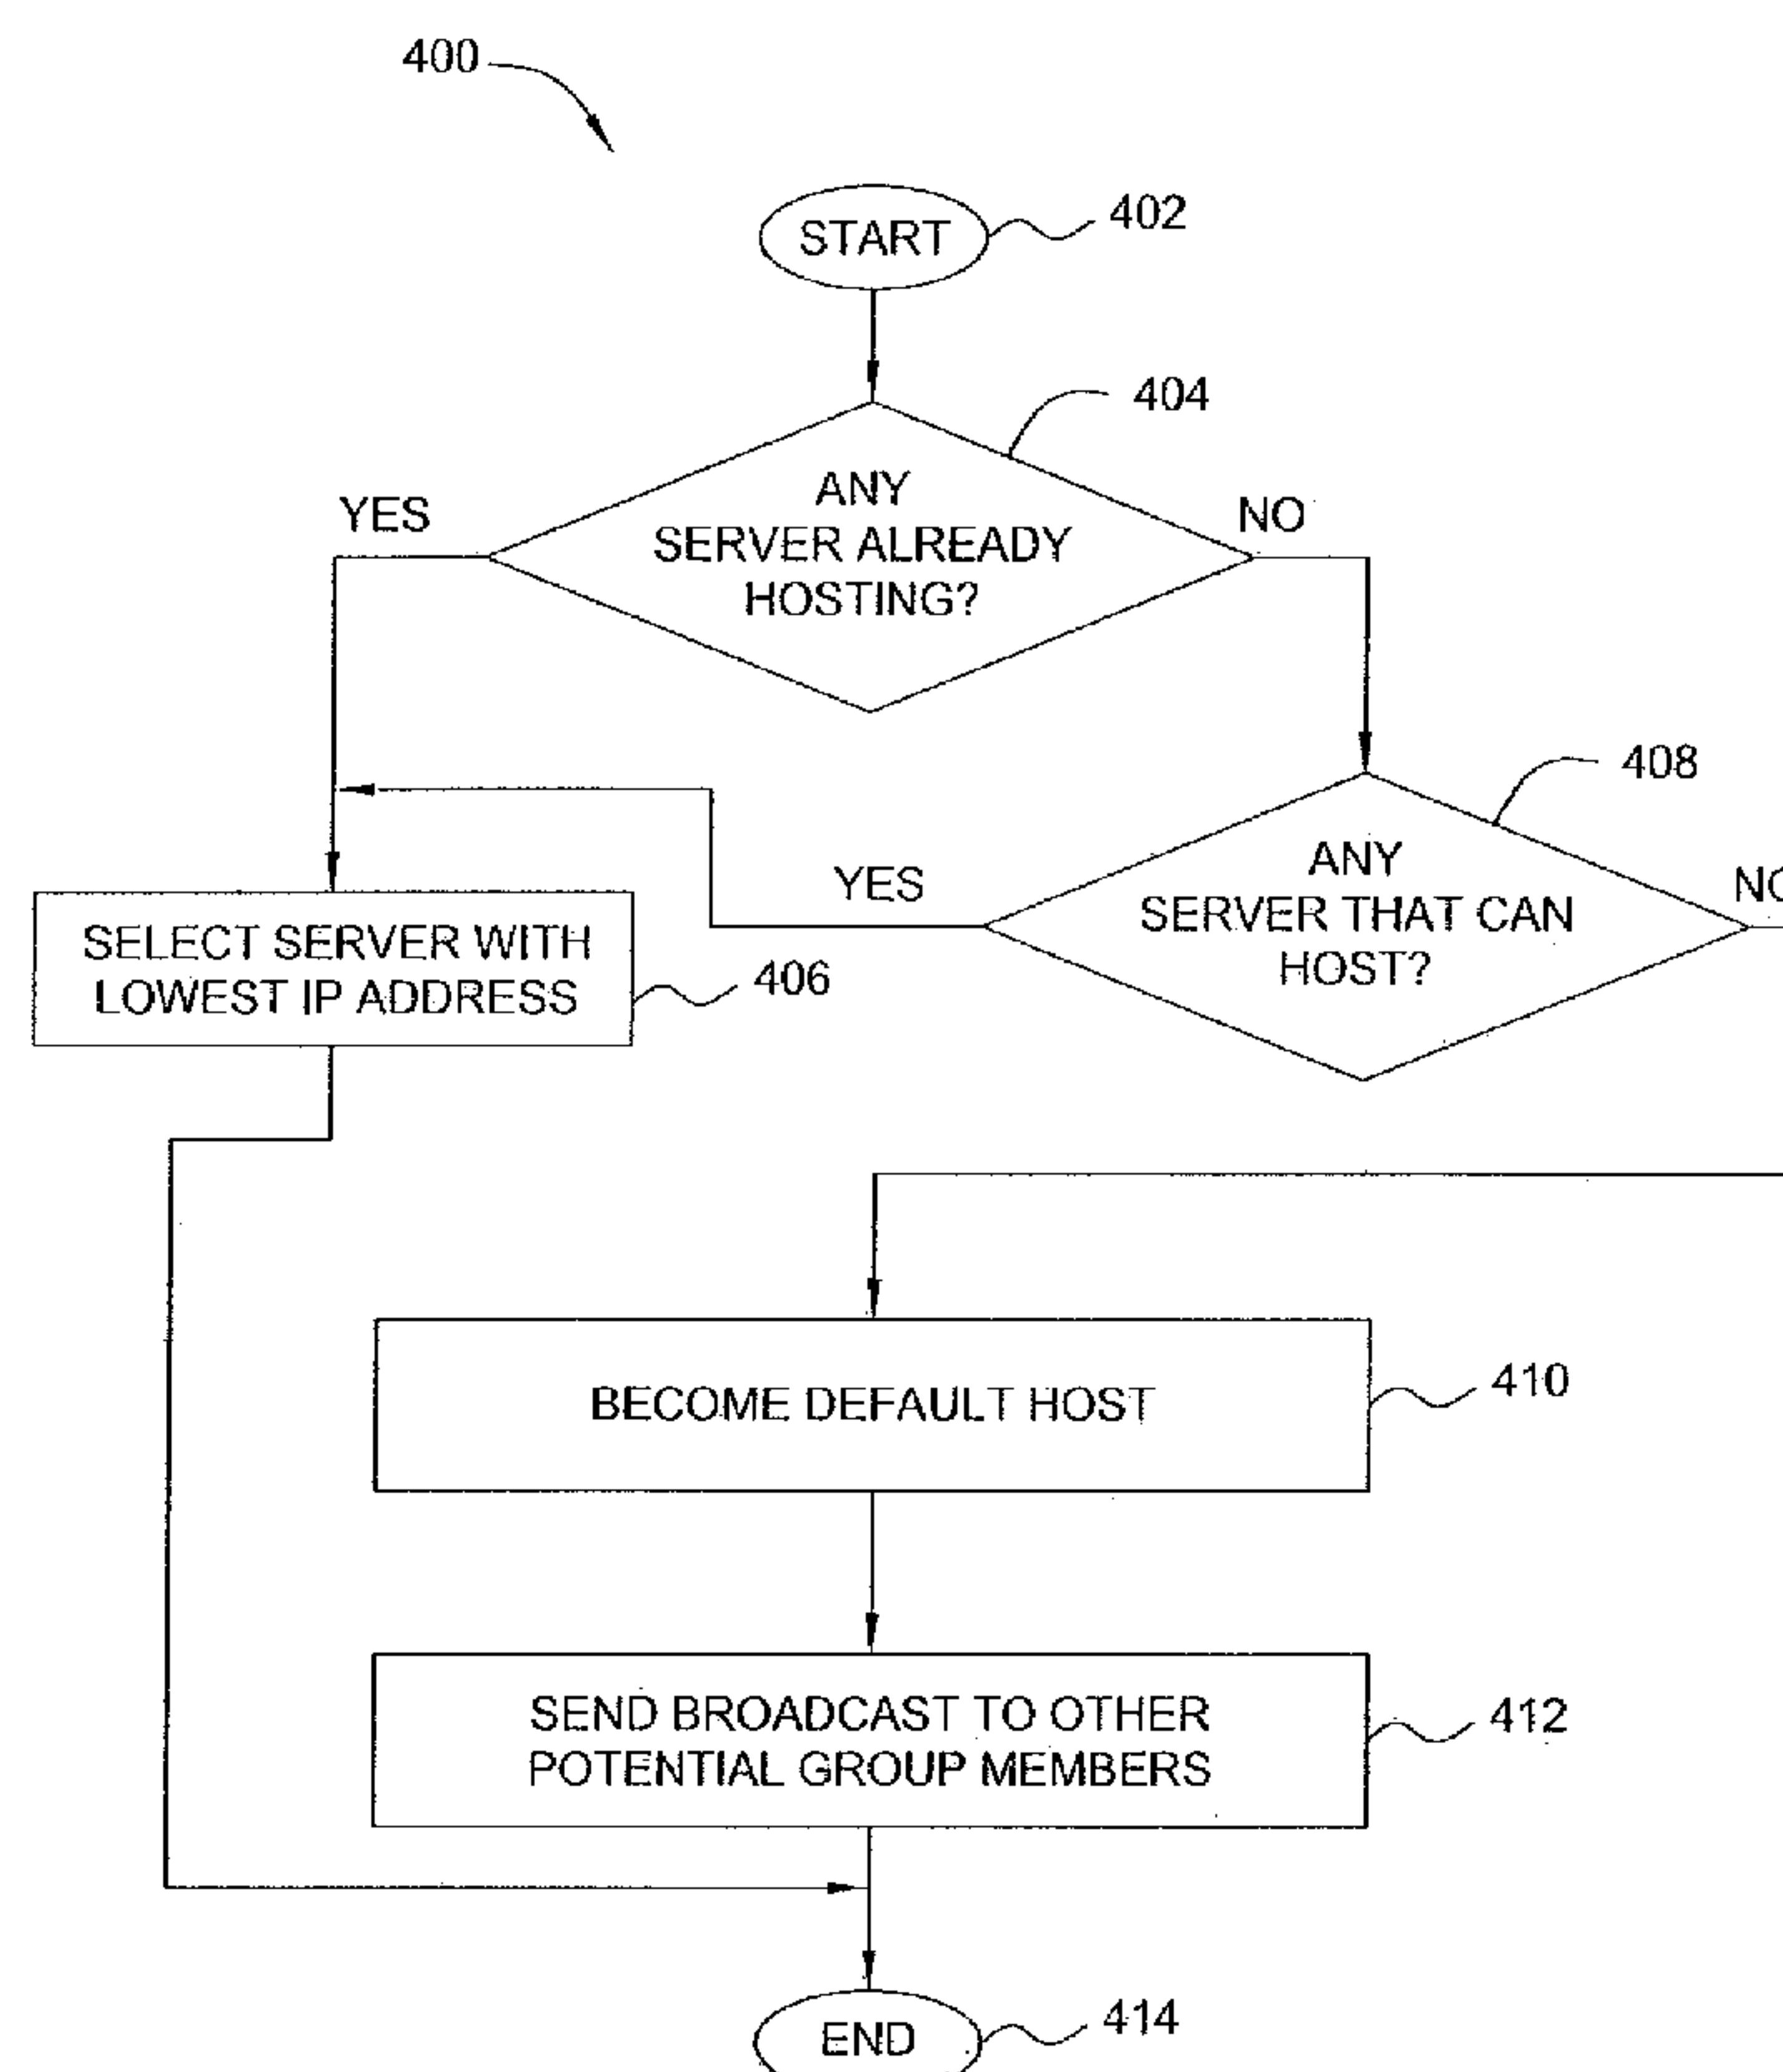 400
START
402
404
ANY
SERVER ALREADY
HOSTING?
YES
NO
408
ANY
SERVER THAT CAN
HOST?
YES
NO
SELECT SERVER WITH
LOWEST IP ADDRESS
406
BECOME DEFAULT HOST
410
SEND BROADCAST TO OTHER
POTENTIAL GROUP MEMBERS
412
END
414